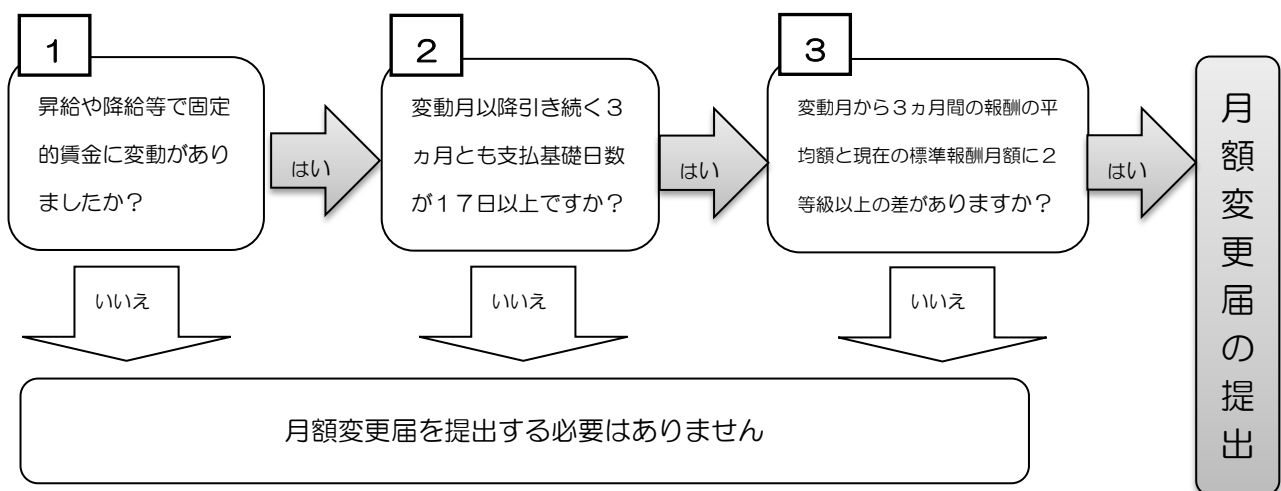 1
昇給や降給等で固定
的賃金に変動があり
ましたか？
はい
2
変動月以降引き続く３
ヵ月とも支払基礎日数
が１７日以上ですか？
はい
3
変動月から３ヵ月間の報酬の平
均額と現在の標準報酬月額に２
等級以上の差がありますか？
はい
月額変更届の提出
いいえ
いいえ
いいえ
月額変更届を提出する必要はありません